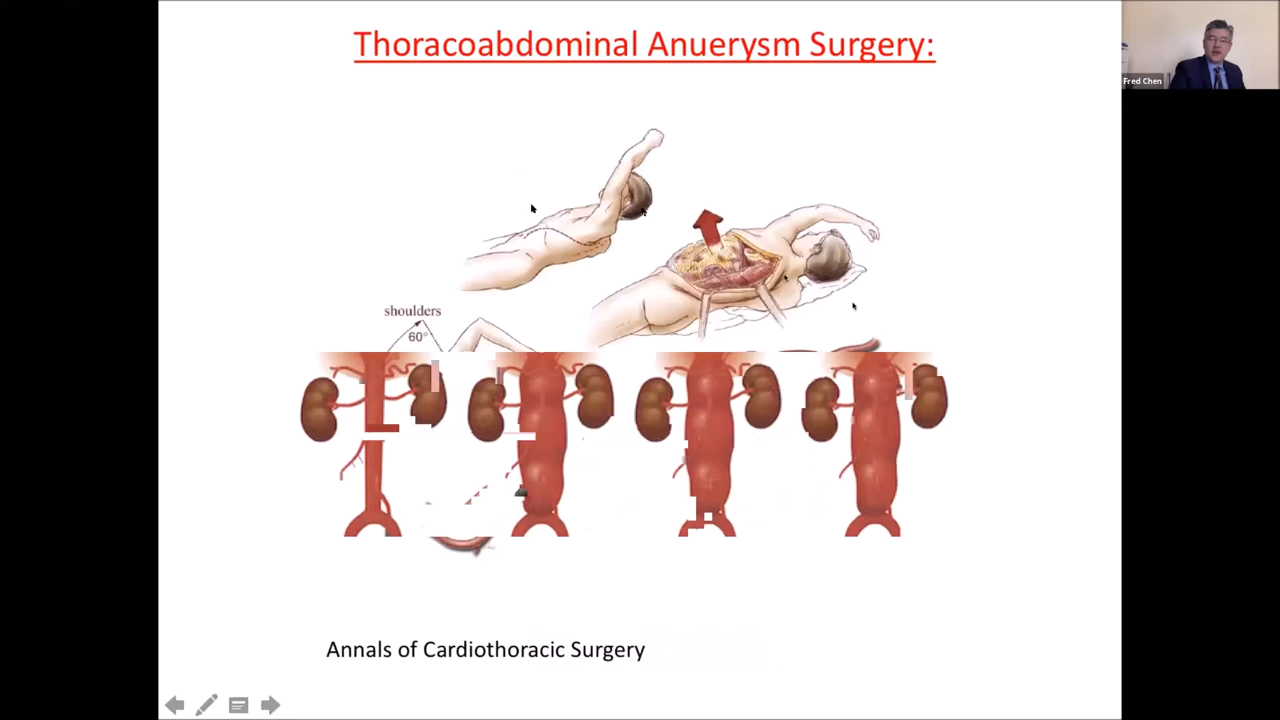 Thoracoabdominal Anuerysm Surgery:
Fred Chen
shoulders
60°
Annals of Cardiothoracic Surgery